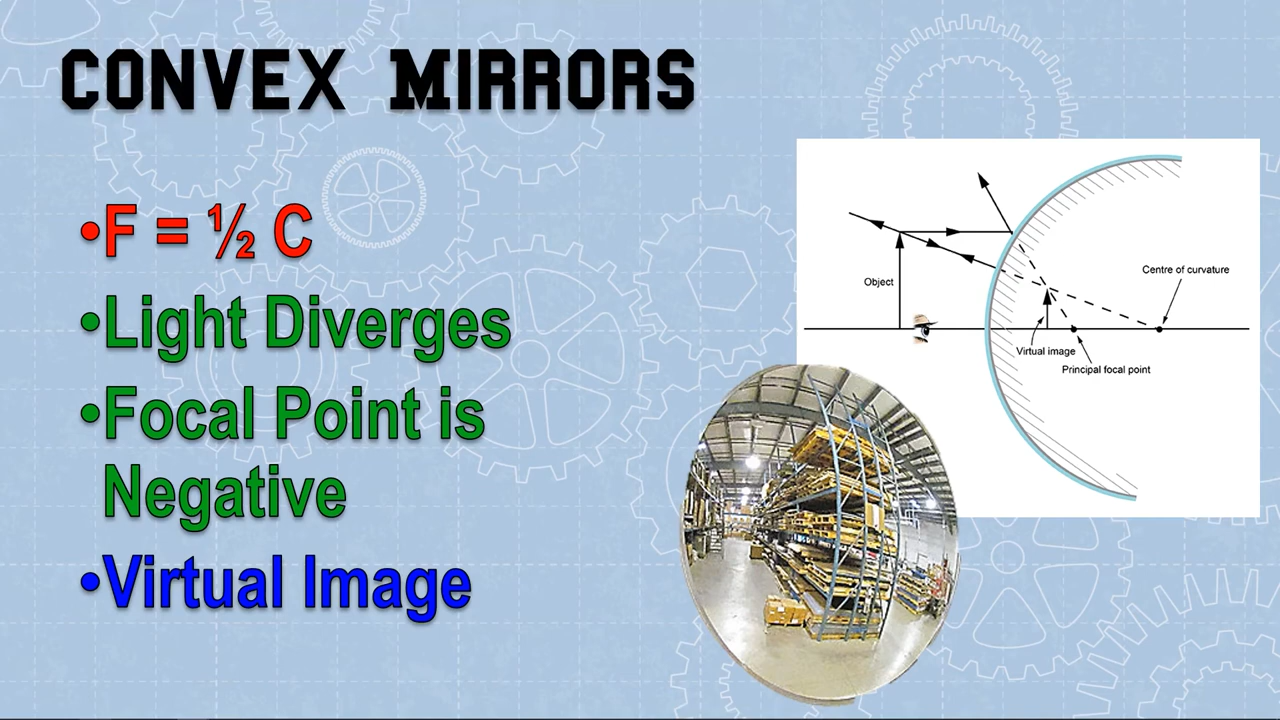 CONVEX MIRRORS
•F = ½ C
•Light Diverges
•Focal Point is
Negative
•Virtual Image
Object
Centre of curvature
Virtual image
Principal focal point